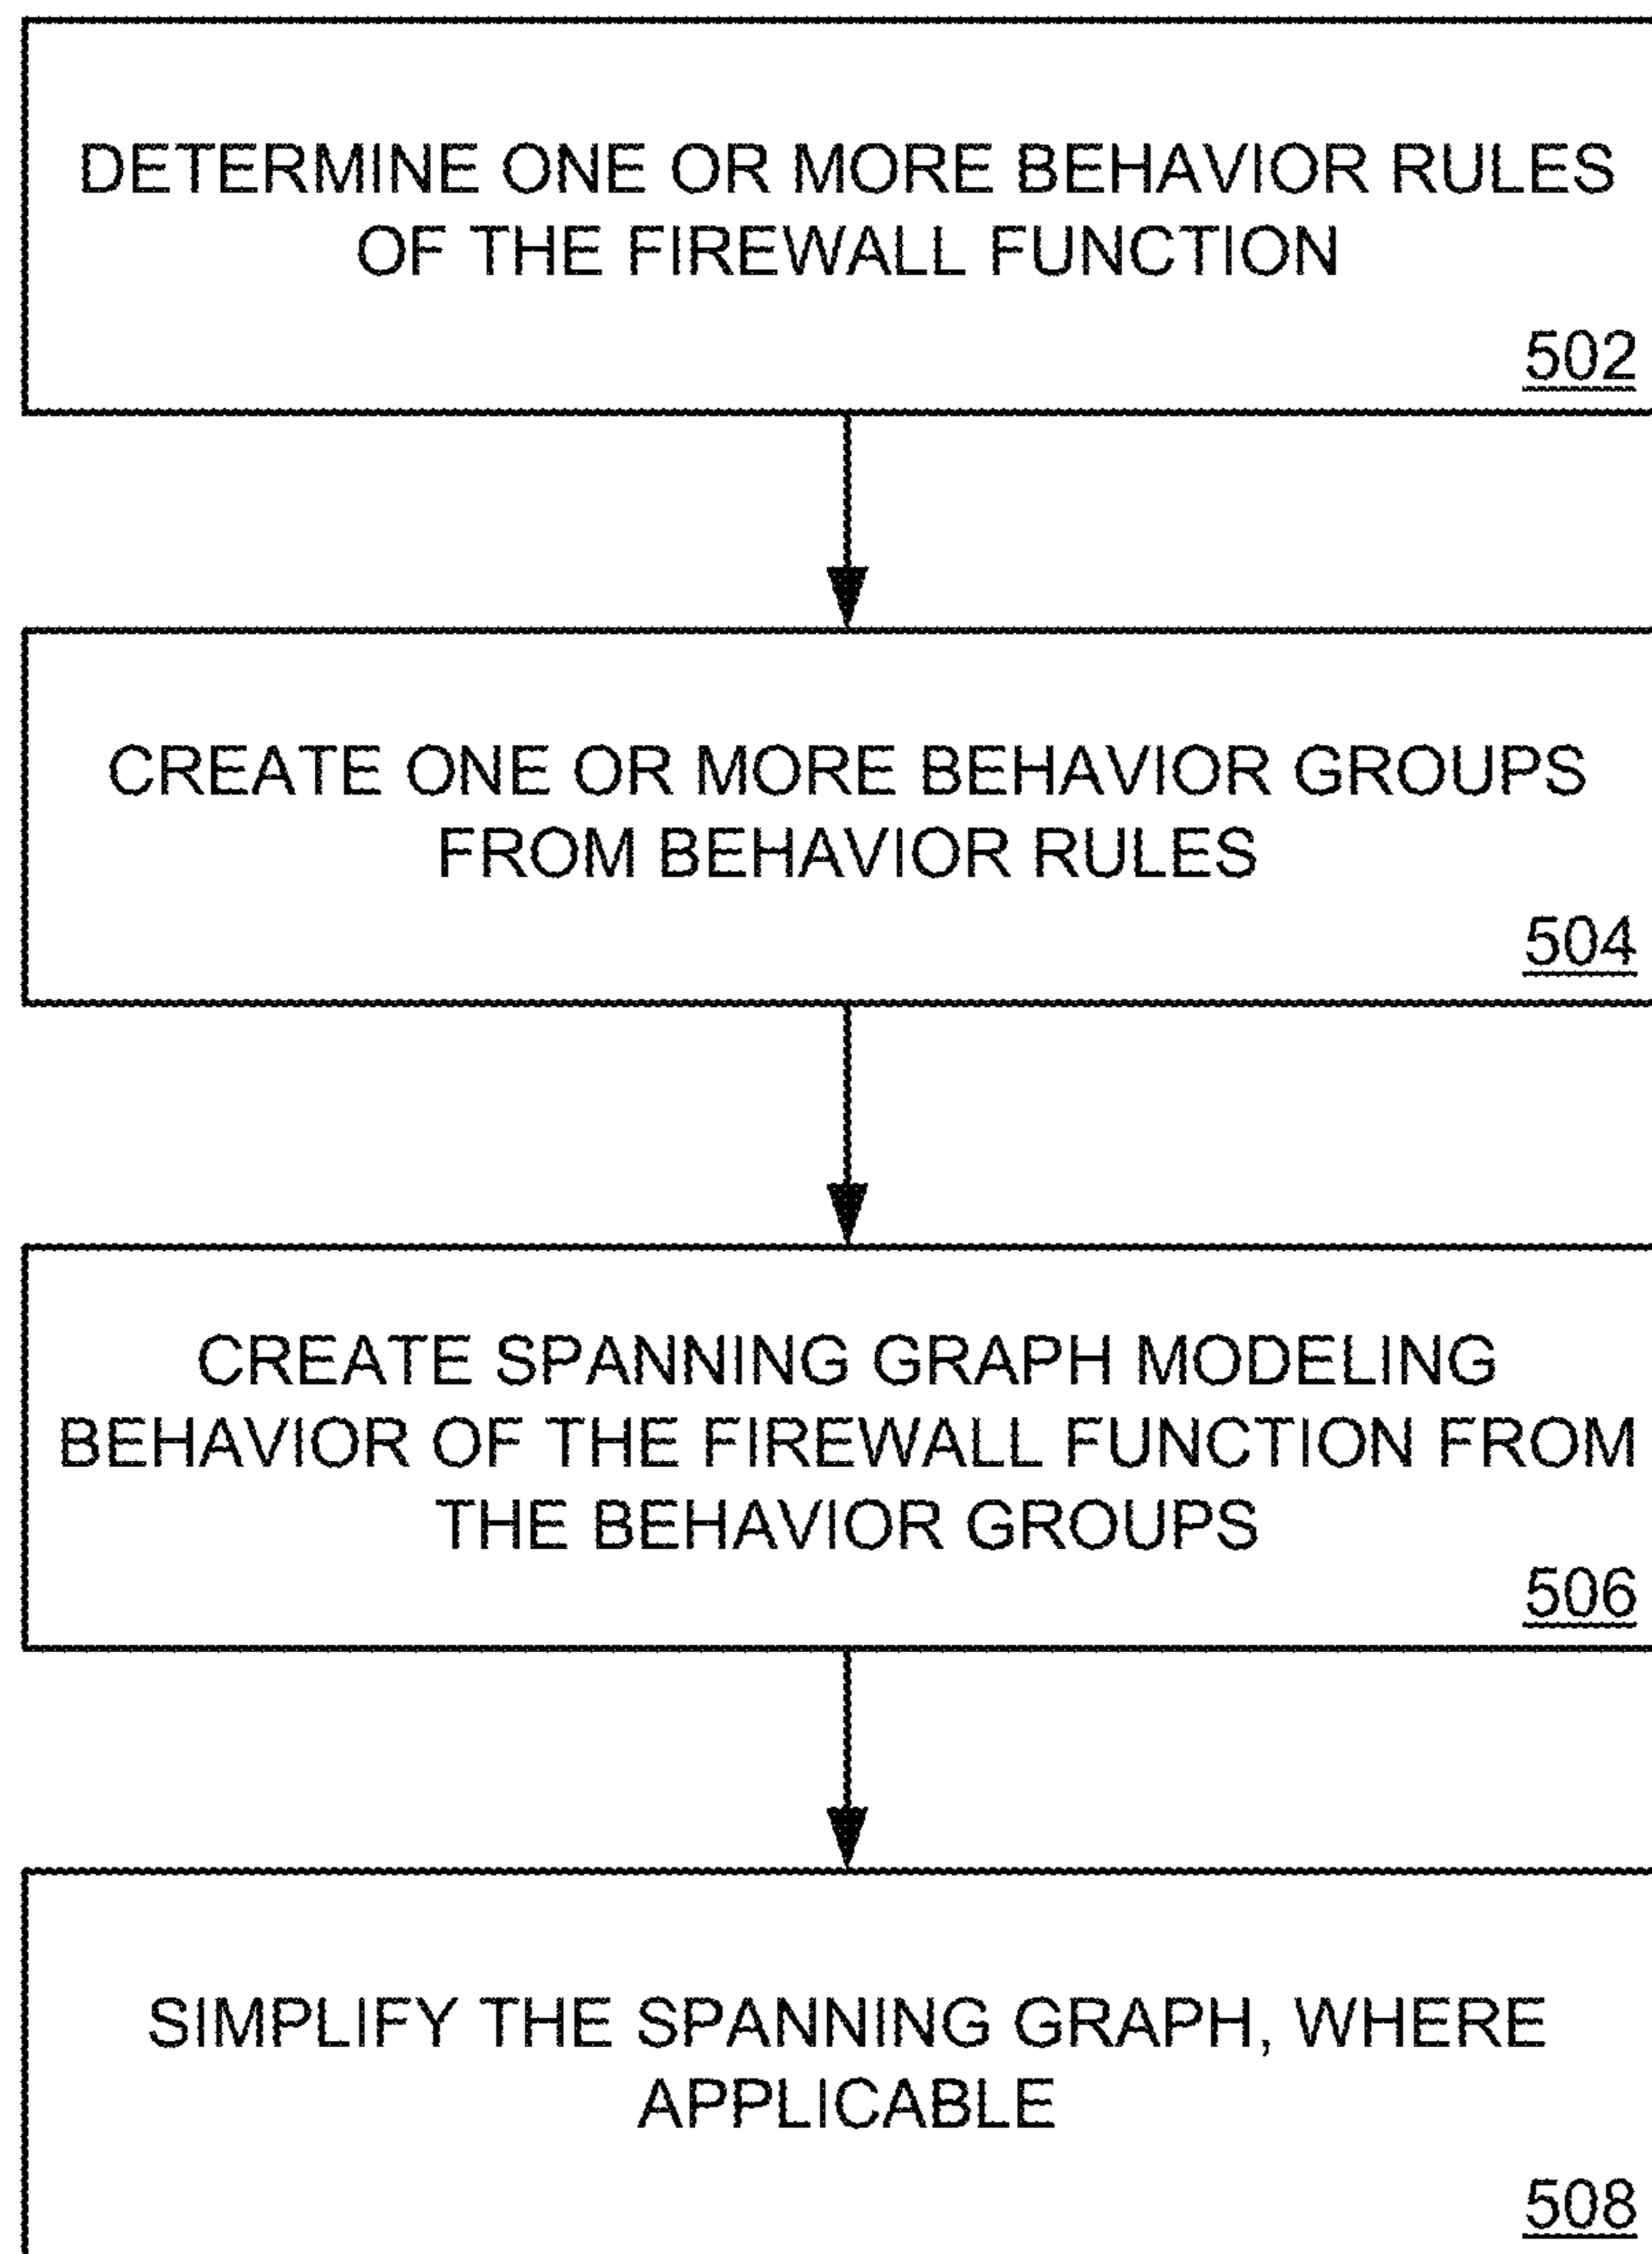 DETERMINE ONE OR MORE BEHAVIOR RULES
OF THE FIREWALL FUNCTION
502
CREATE ONE OR MORE BEHAVIOR GROUPS
FROM BEHAVIOR RULES
504
CREATE SPANNING GRAPH MODELING
BEHAVIOR OF THE FIREWALL FUNCTION FROM
THE BEHAVIOR GROUPS
506
SIMPLIFY THE SPANNING GRAPH, WHERE
APPLICABLE
508